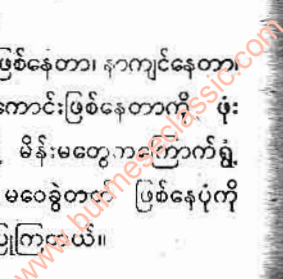 ဖြစ်နေတာ၊ နာကျင်နေတာ၊
ကောင်းဖြစ်နေတာကို ဖုံး
မိန်းမတွေကကြောက်ရွံ့
မဝေခွဲတတ် ဖြစ်နေပုံကို
ပြုကြတယ်။
www.burmeseclassic.com